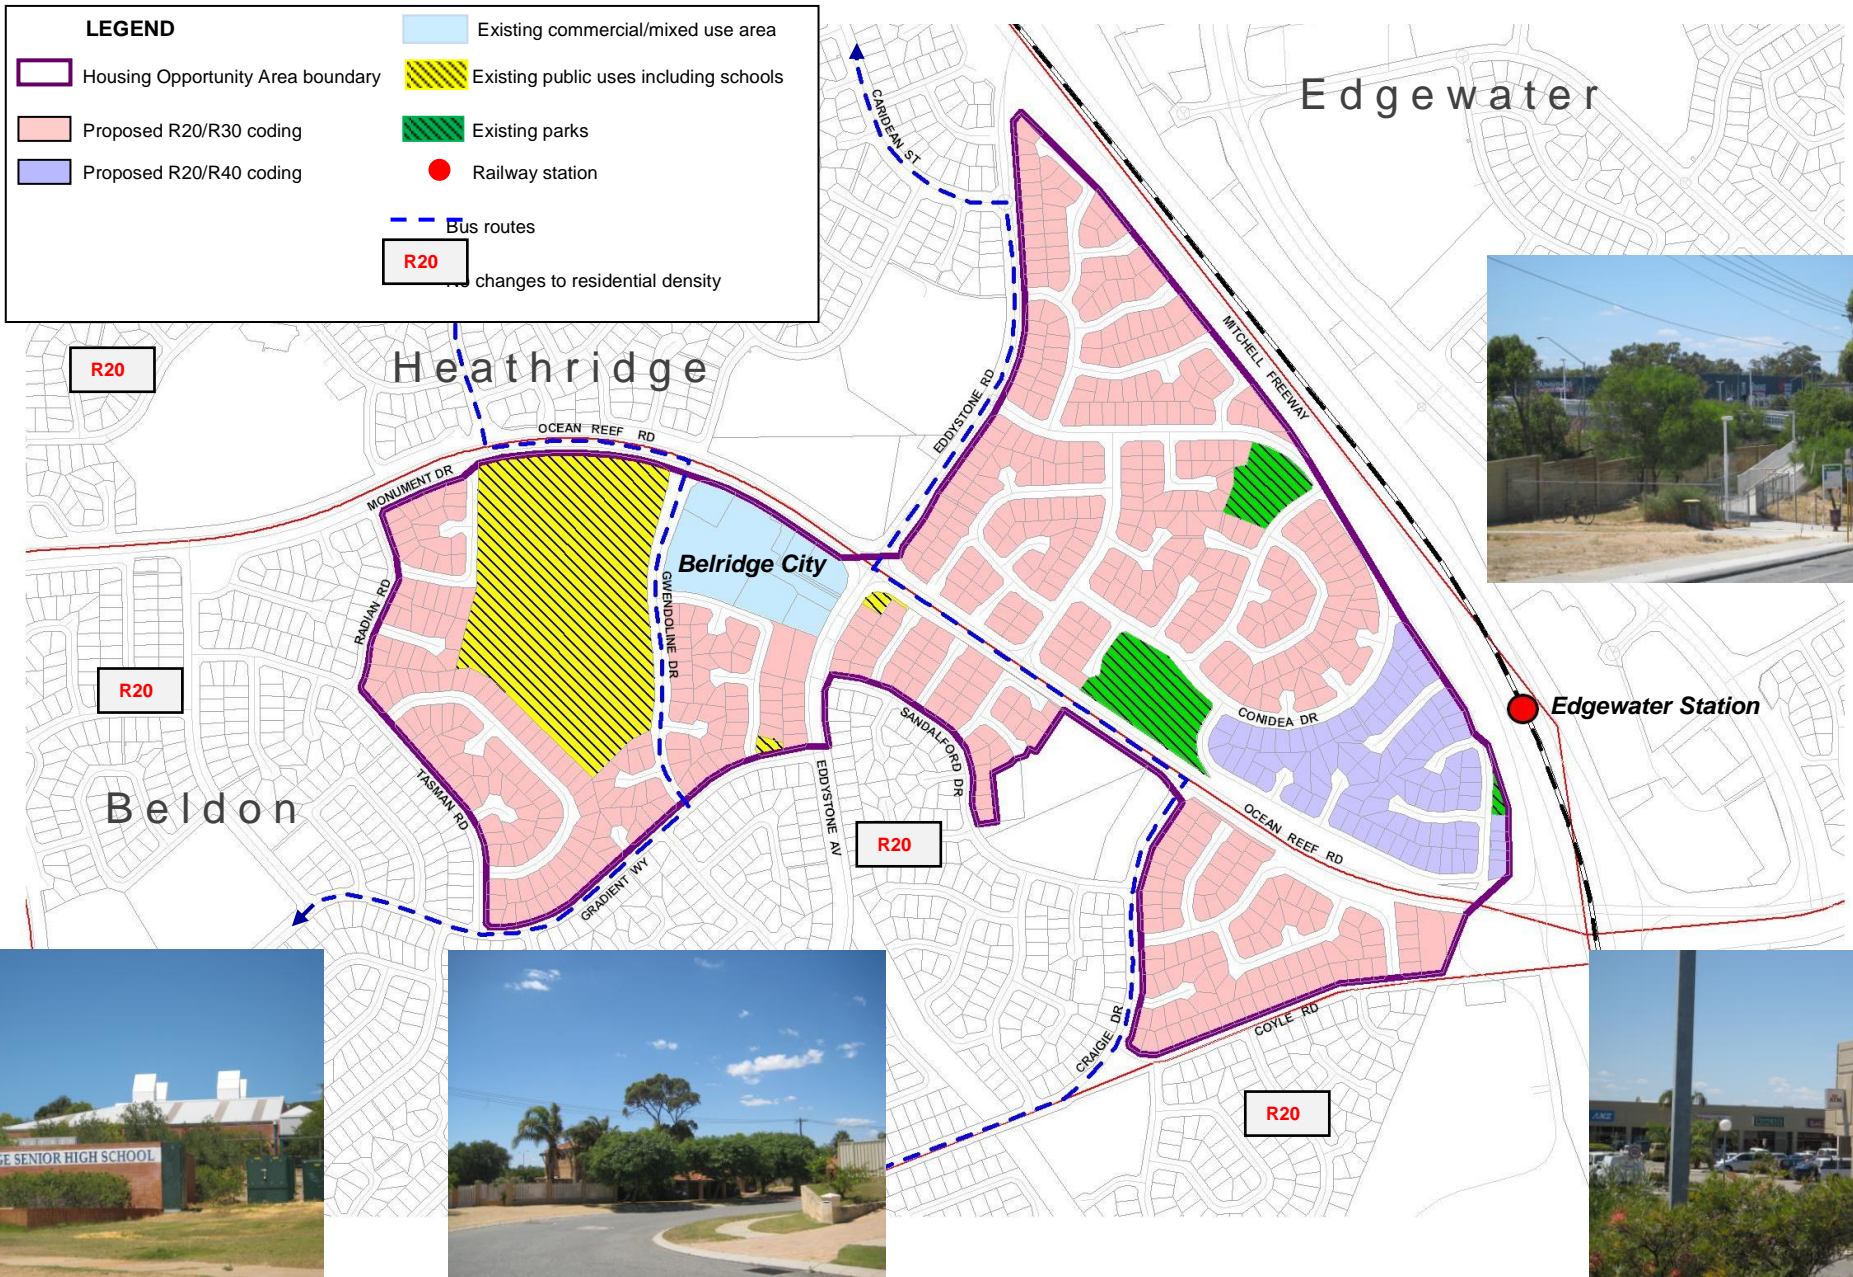 LEGEND
Existing commercial/mixed use area
Housing Opportunity Area boundary
Existing public uses including schools
Proposed R20/R30 coding
Existing parks
Proposed R20/R40 coding
Railway station
Bus routes
R20
changes to residential density
Edgewater
CARIDEAN ST
Heathridge
R20
MITCHELL FREEWAY
EDDYSTONE RD
OCEAN REEF RD
MONUMENT DR
Belridge City
GWENDOLINE DR
RADIAN RD
R20
CONIDEA DR
Edgewater Station
SANDALFORD DR
Beldon
TASMAN RD
EDDYSTONE AV
R20
OCEAN REEF RD
GRADIENT WY
CRAIGIE DR
COYLE RD
R20
GE SENIOR HIGH SCHOOL
ANZ
ATM